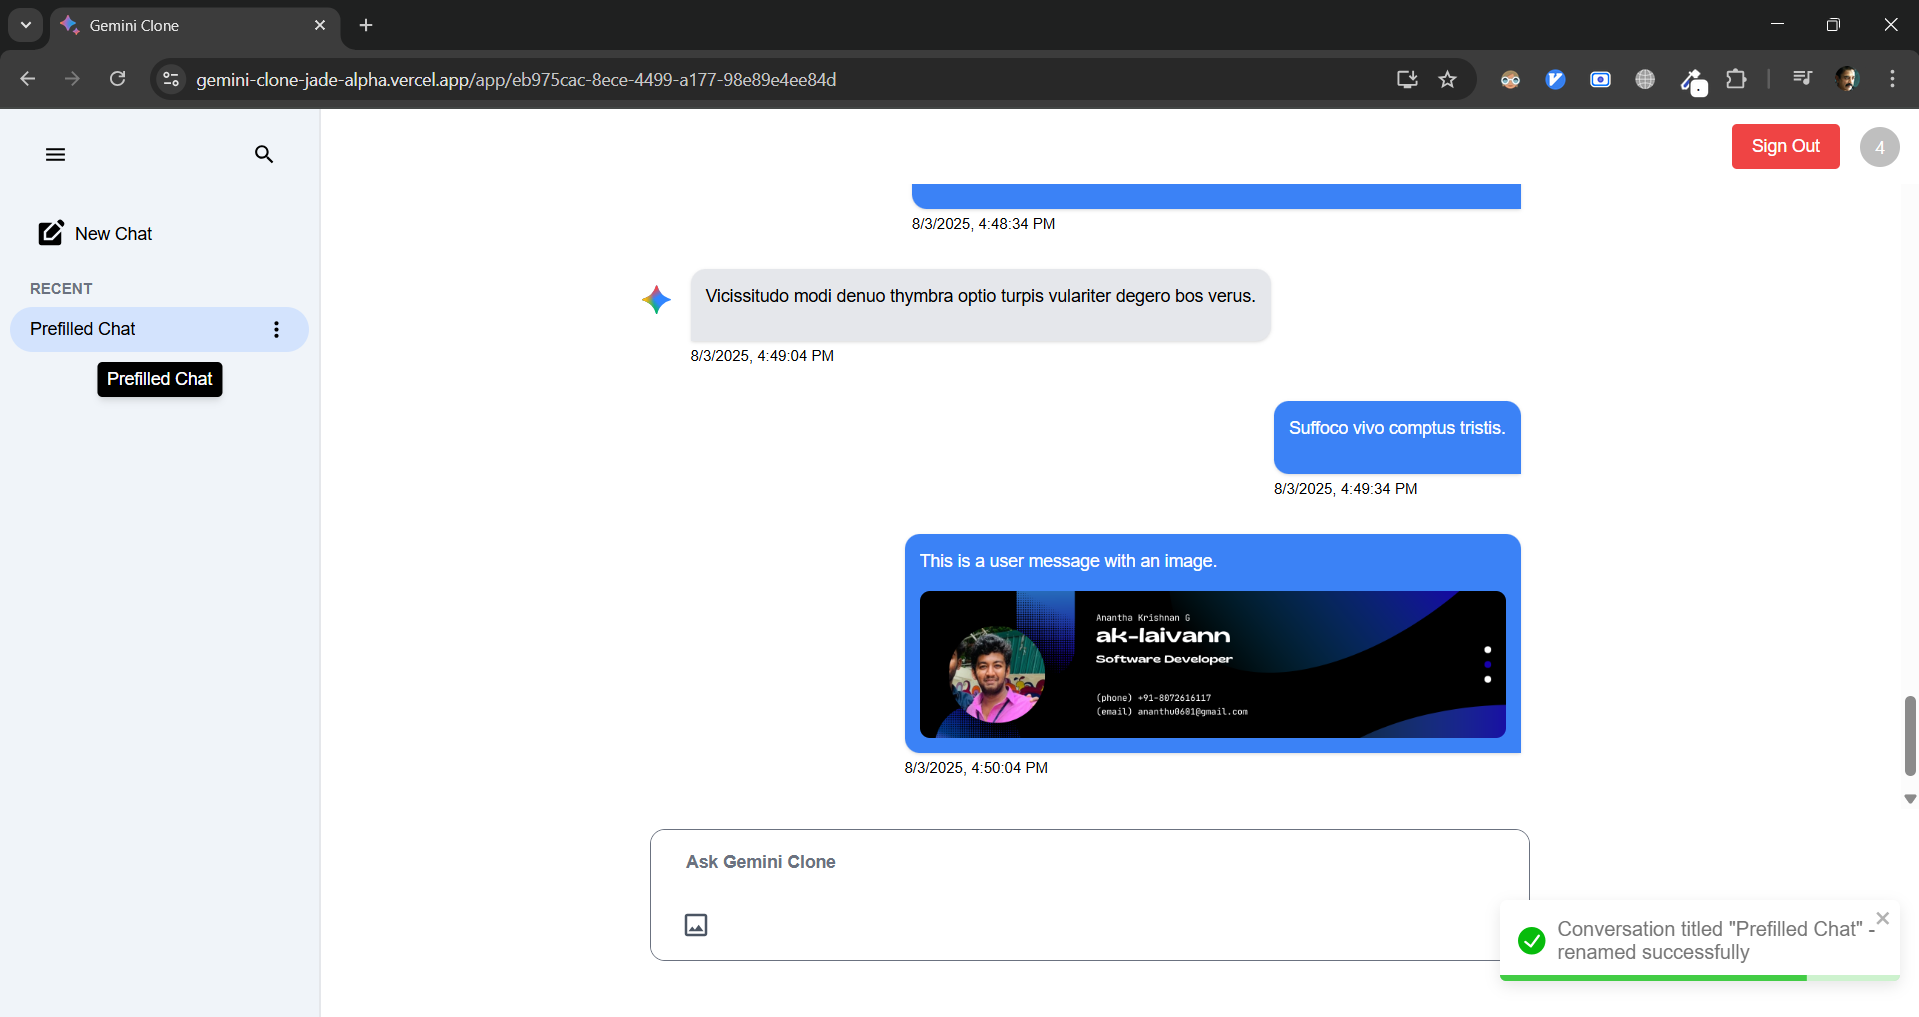 Gemini Clone
gemini-clone-jade-alpha.vercel.app/app/eb975cac-8ece-4499-a177-98e89e4ee84d
Sign Out
4
New Chat
RECENT
Prefilled Chat
Prefilled Chat
8/3/2025, 4:48:34 PM
Vicissitudo modi denuo thymbra optio turpis vulariter degero bos verus.
8/3/2025, 4:49:04 PM
Suffoco vivo comptus tristis.
8/3/2025, 4:49:34 PM
This is a user message with an image.
Anantha Krishnan G
ak-laivann
Software Developer
(phone) +91-8072616117
(email) ananthu0601@gmail.com
8/3/2025, 4:50:04 PM
Ask Gemini Clone
Conversation titled "Prefilled Chat" -
renamed successfully